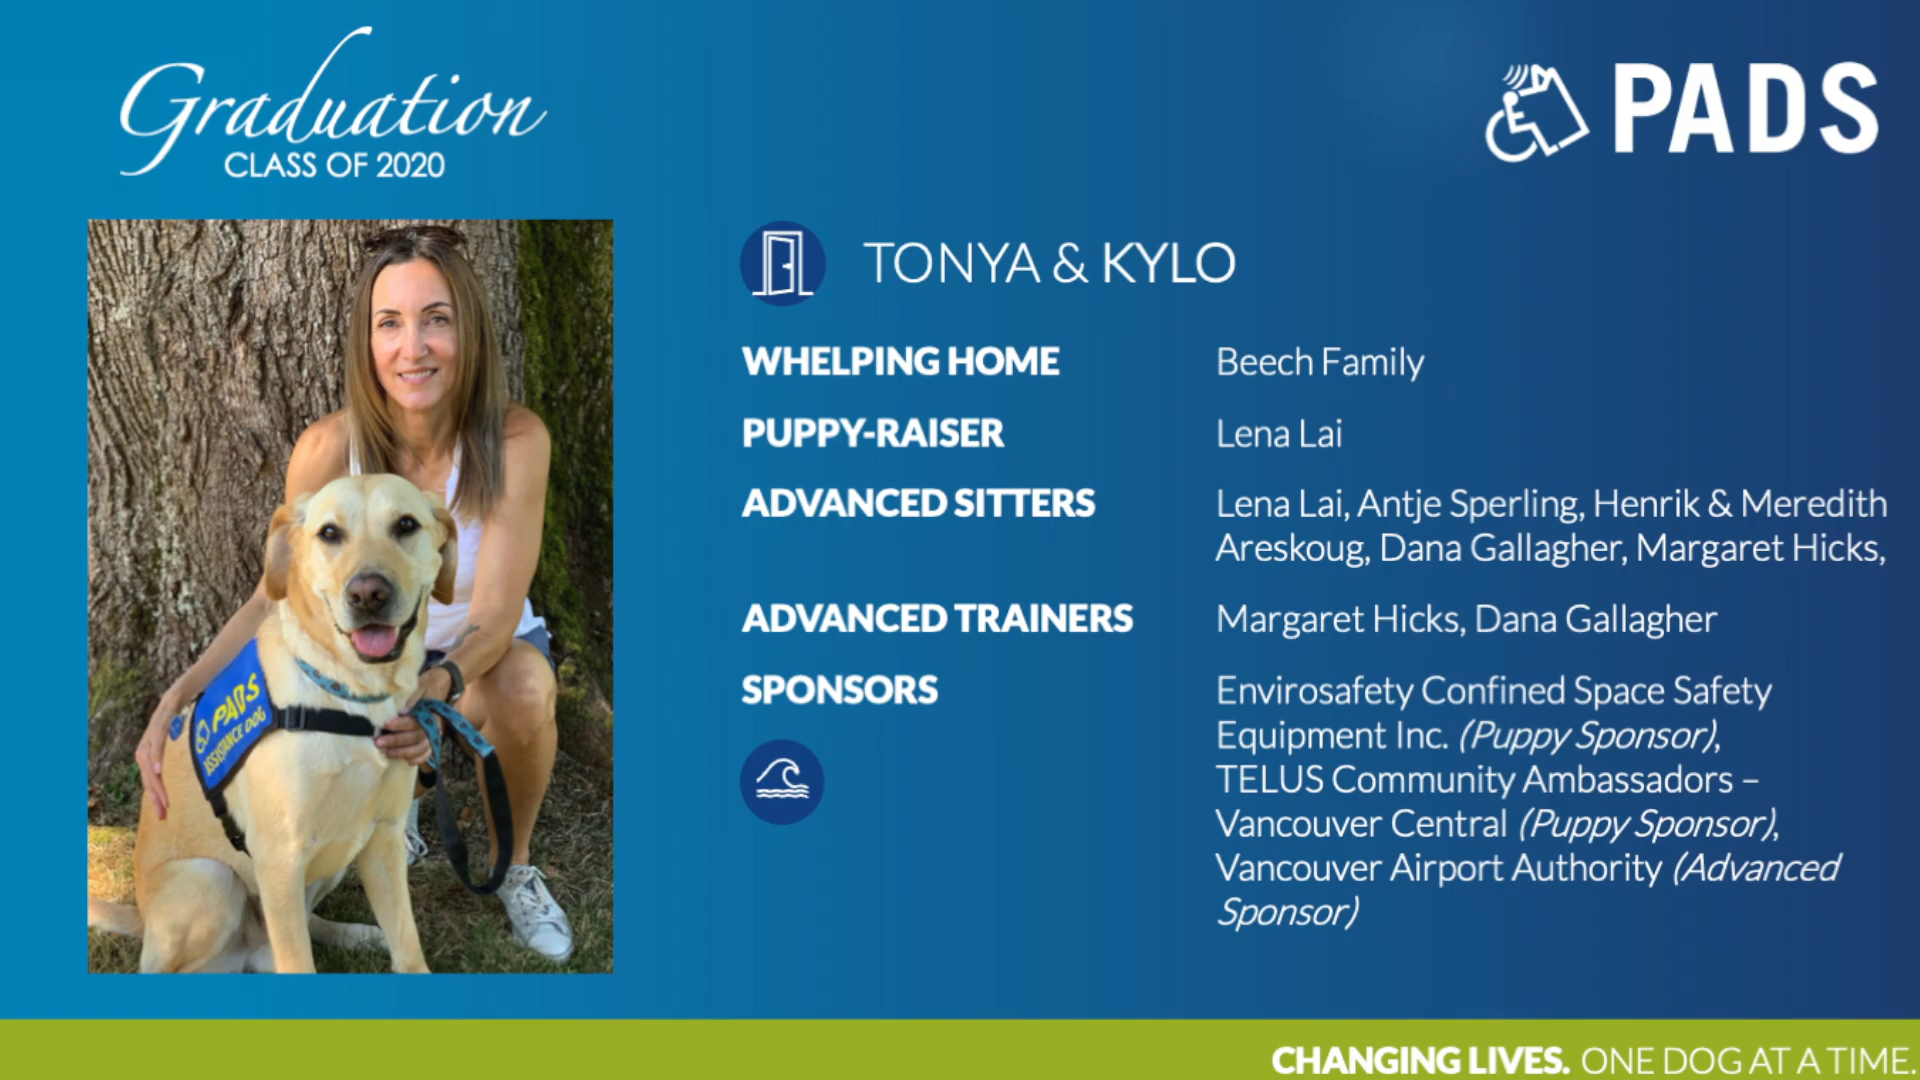 Graduation
CLASS OF 2020
PADS
TONYA & KYLO
WHELPING HOME
Beech Family
PUPPY-RAISER
Lena Lai
ADVANCED SITTERS
Lena Lai, Antje Sperling, Henrik & Meredith
Areskoug, Dana Gallagher, Margaret Hicks,
ADVANCED TRAINERS
Margaret Hicks, Dana Gallagher
SPONSORS
Envirosafety Confined Space Safety
Equipment Inc. (Puppy Sponsor),
TELUS Community Ambassadors –
Vancouver Central (Puppy Sponsor),
Vancouver Airport Authority (Advanced
Sponsor)
PADS
ASSISTANCE DOG
CHANGING LIVES. ONE DOG AT A TIME.